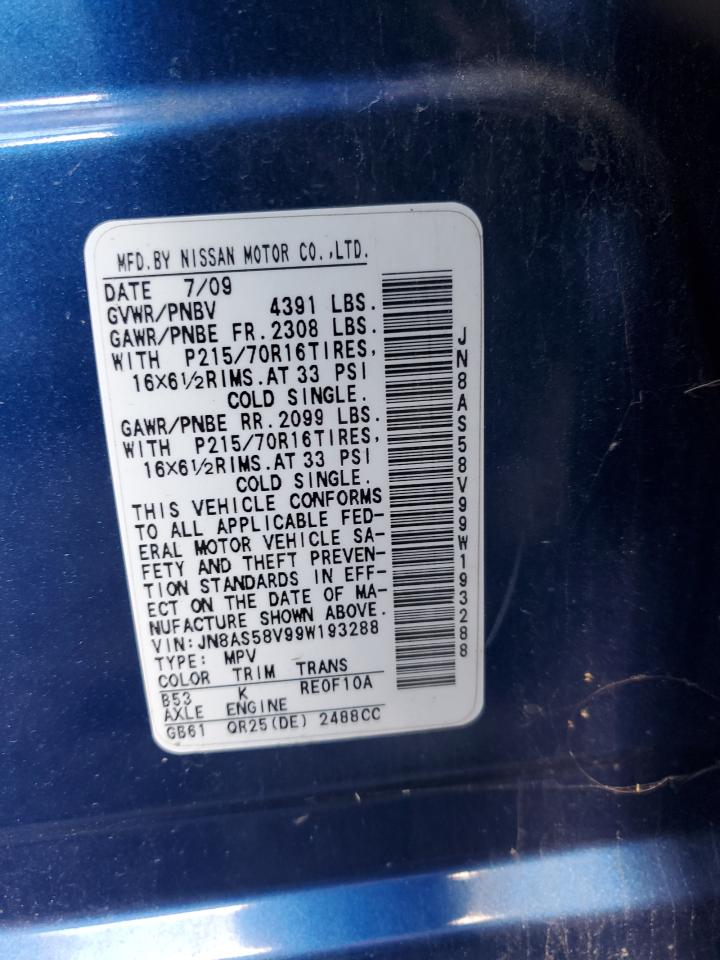 MFD.BY NISSAN MOTOR CO.,LTD.
DATE 7/09
GVWR/PNBV 4391 LBS.
GAWR/PNBE FR.2308 LBS.
WITH P215/70R16TIRES,
16X6½RIMS.AT 33 PSI
COLD SINGLE.
GAWR/PNBE RR.2099 LBS.
WITH P215/70R16TIRES,
16X6½RIMS.AT 33 PSI
COLD SINGLE.
THIS VEHICLE CONFORMS
TO ALL APPLICABLE FED-
ERAL MOTOR VEHICLE SA-
FETY AND THEFT PREVEN-
TION STANDARDS IN EFF-
ECT ON THE DATE OF MA-
NUFACTURE SHOWN ABOVE.
VIN:JN8AS58V99W193288
TYPE: MPV
COLOR TRIM TRANS
B53 K RE0F10A
AXLE ENGINE
GB61 QR25(DE) 2488CC
JN8AS58V99W193288